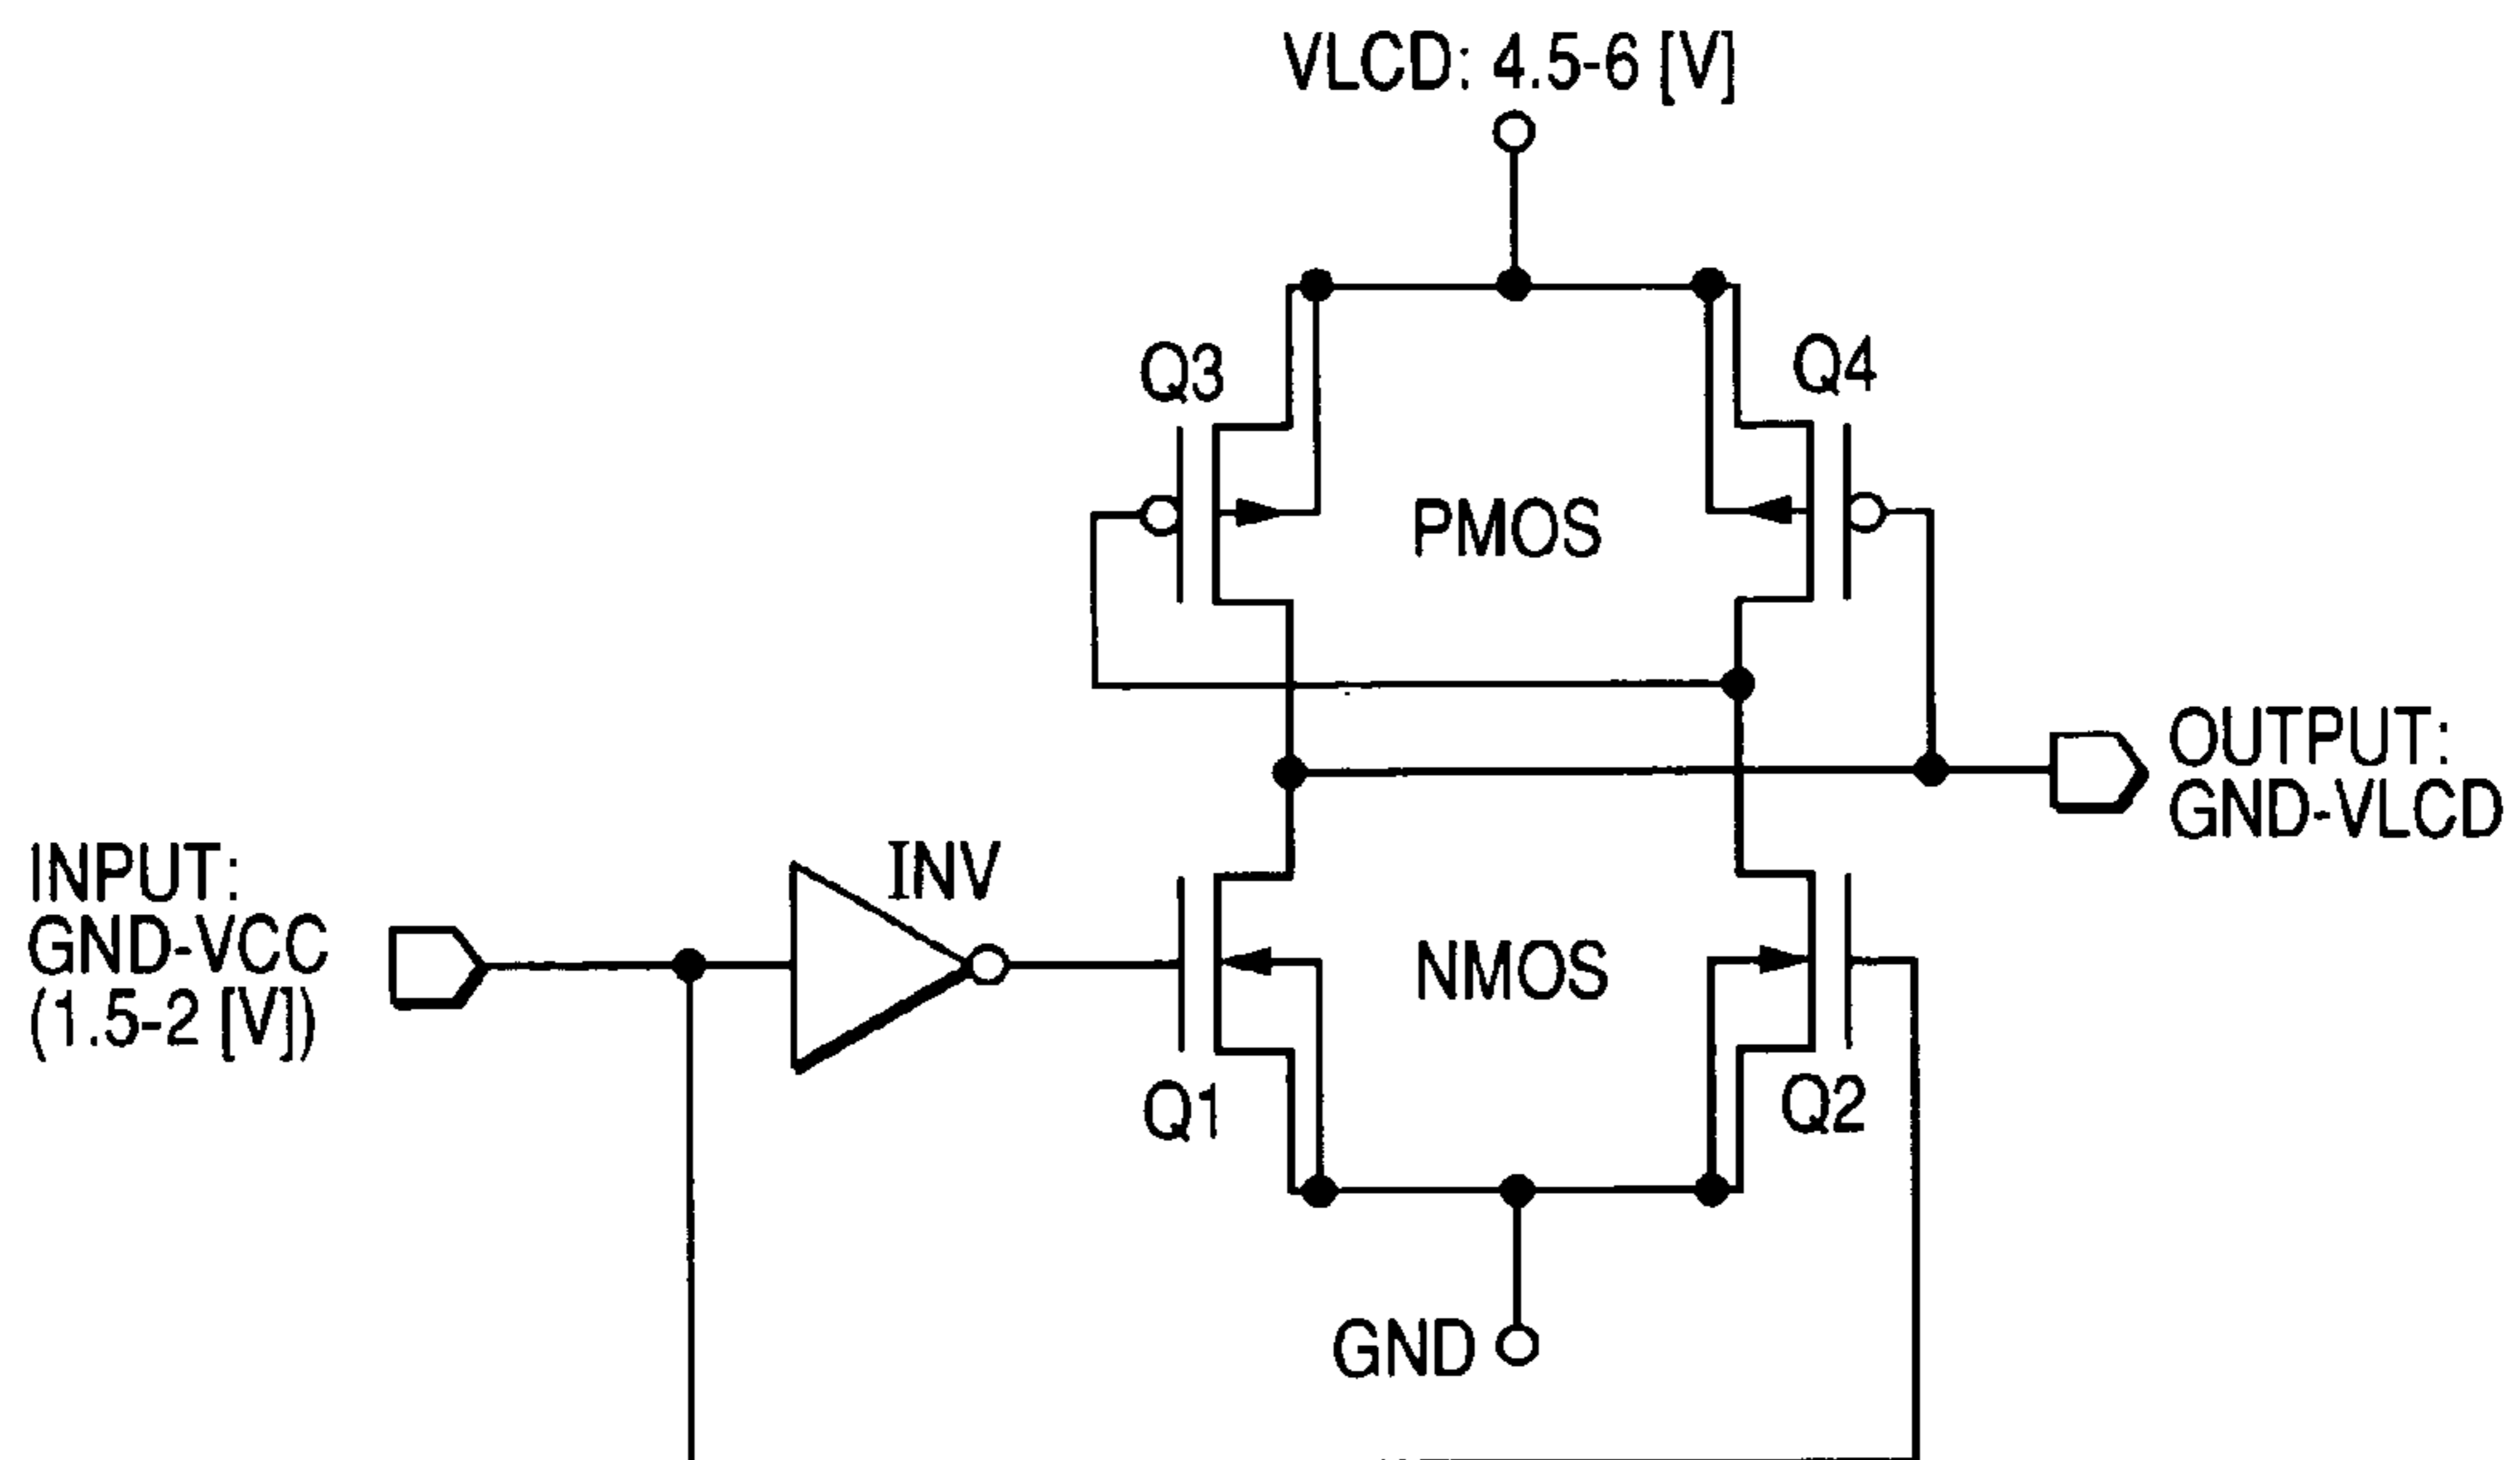 VLCD: 4.5-6 [V]
Q3
Q4
PMOS
OUTPUT:
GND-VLCD
INPUT:
GND-VCC
(1.5-2 [V])
INV
NMOS
Q1
Q2
GND